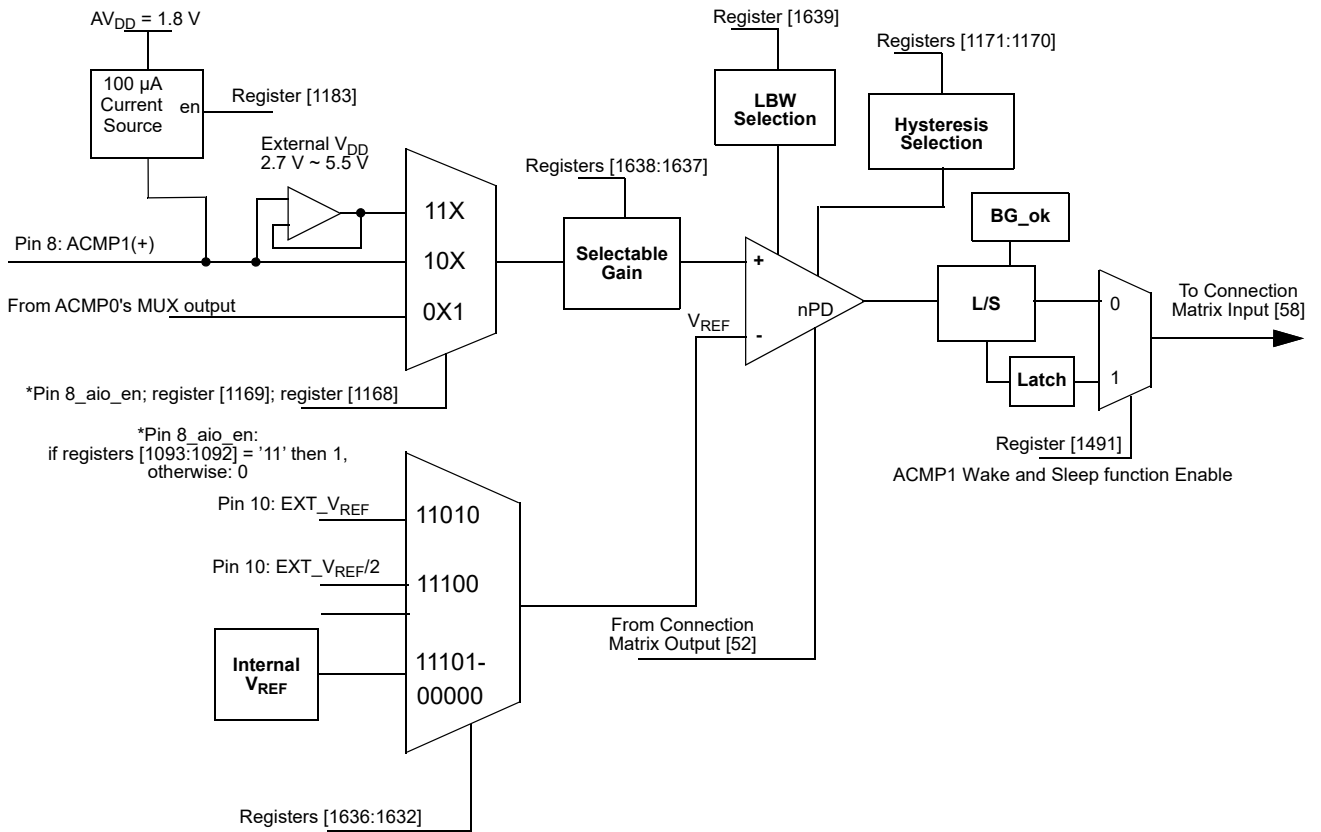 AVDD = 1.8 V
Register [1639]
Registers [1171:1170]
100 µA
Current
Source
en
Register [1183]
LBW
Selection
Hysteresis
Selection
External VDD
2.7 V ~ 5.5 V
Registers [1638:1637]
11X
BG_ok
Pin 8: ACMP1(+)
10X
Selectable
Gain
+
From ACMP0's MUX output
0X1
VREF
-
nPD
L/S
0
To Connection
Matrix Input [58]
Latch
1
*Pin 8_aio_en; register [1169]; register [1168]
*Pin 8_aio_en:
if registers [1093:1092] = '11' then 1,
otherwise: 0
Register [1491]
ACMP1 Wake and Sleep function Enable
Pin 10: EXT_VREF
11010
Pin 10: EXT_VREF/2
11100
From Connection
Matrix Output [52]
Internal
VREF
11101-
00000
Registers [1636:1632]